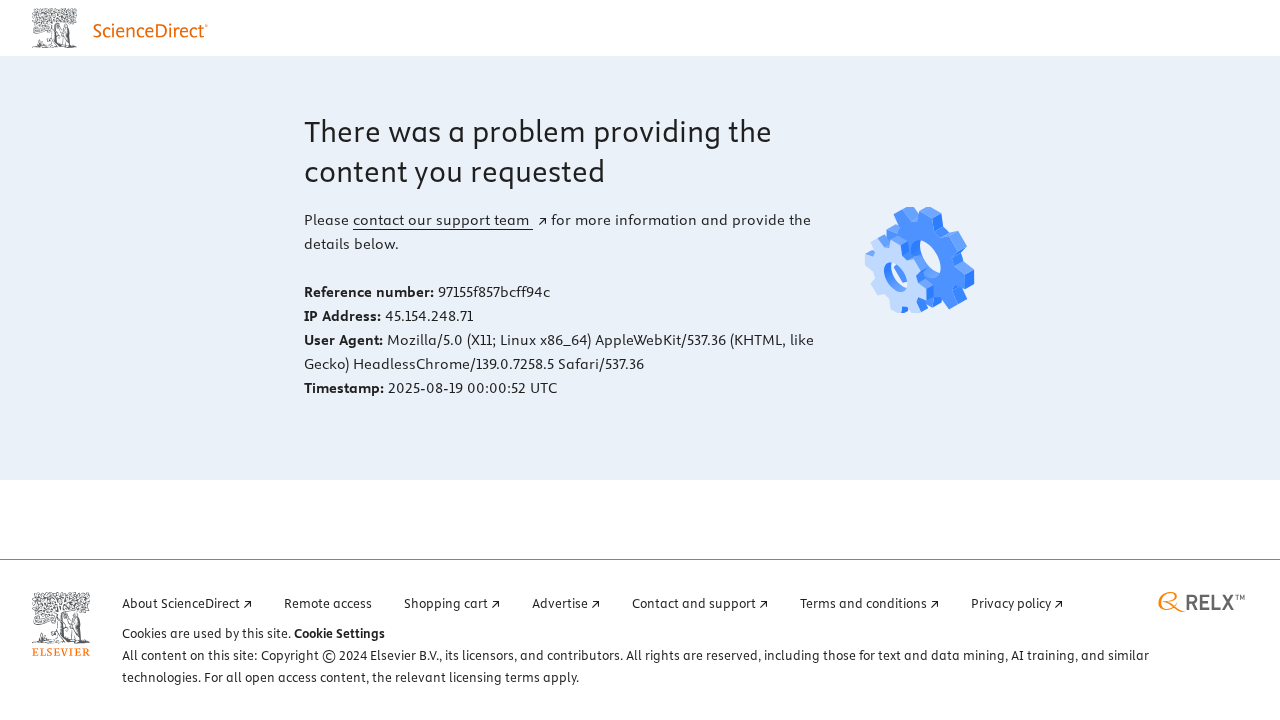 ScienceDirect®
There was a problem providing the
content you requested
Please contact our support team for more information and provide the
details below.
Reference number: 97155f857bcff94c
IP Address: 45.154.248.71
User Agent: Mozilla/5.0 (X11; Linux x86_64) AppleWebKit/537.36 (KHTML, like
Gecko) HeadlessChrome/139.0.7258.5 Safari/537.36
Timestamp: 2025-08-19 00:00:52 UTC
ELSEVIER
About ScienceDirect Remote access Shopping cart Advertise Contact and support Terms and conditions Privacy policy
RELX™
Cookies are used by this site. Cookie Settings
All content on this site: Copyright © 2024 Elsevier B.V., its licensors, and contributors. All rights are reserved, including those for text and data mining, AI training, and similar
technologies. For all open access content, the relevant licensing terms apply.